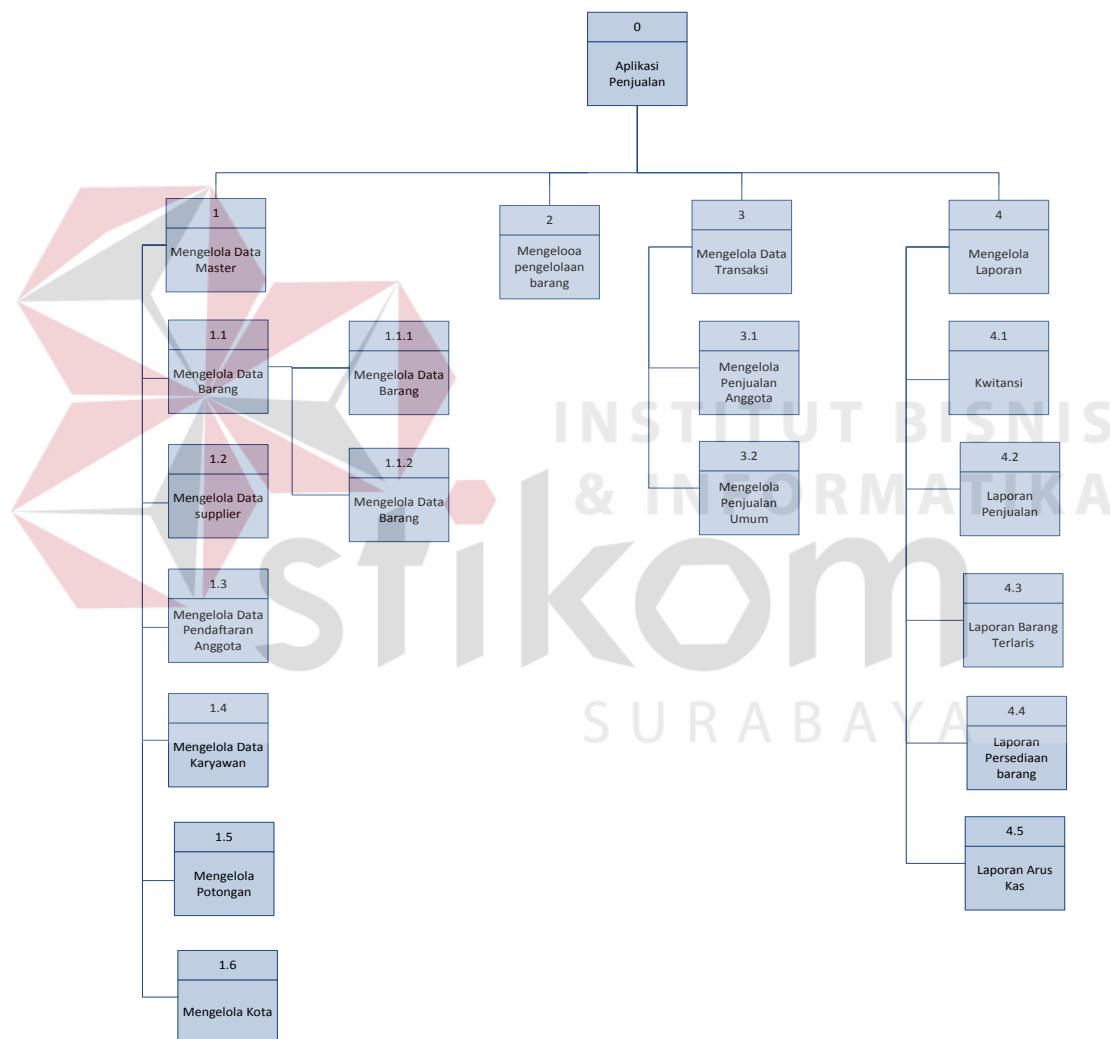 0
Aplikasi
Penjualan
1
Mengelola Data
Master
2
Mengelooa
pengelolaan
barang
3
Mengelola Data
Transaksi
4
Mengelola
Laporan
1.1
Mengelola Data
Barang
1.1.1
Mengelola Data
Barang
3.1
Mengelola
Penjualan
Anggota
4.1
Kwitansi
1.2
Mengelola Data
supplier
1.1.2
Mengelola Data
Barang
3.2
Mengelola
Penjualan
Umum
4.2
Laporan
Penjualan
1.3
Mengelola Data
Pendaftaran
Anggota
4.3
Laporan Barang
Terlaris
1.4
Mengelola Data
Karyawan
4.4
Laporan
Persediaan
barang
1.5
Mengelola
Potongan
4.5
Laporan Arus
Kas
1.6
Mengelola Kota
INSTITUT BISNIS
& INFORMATIKA
stikom
SURABAYA